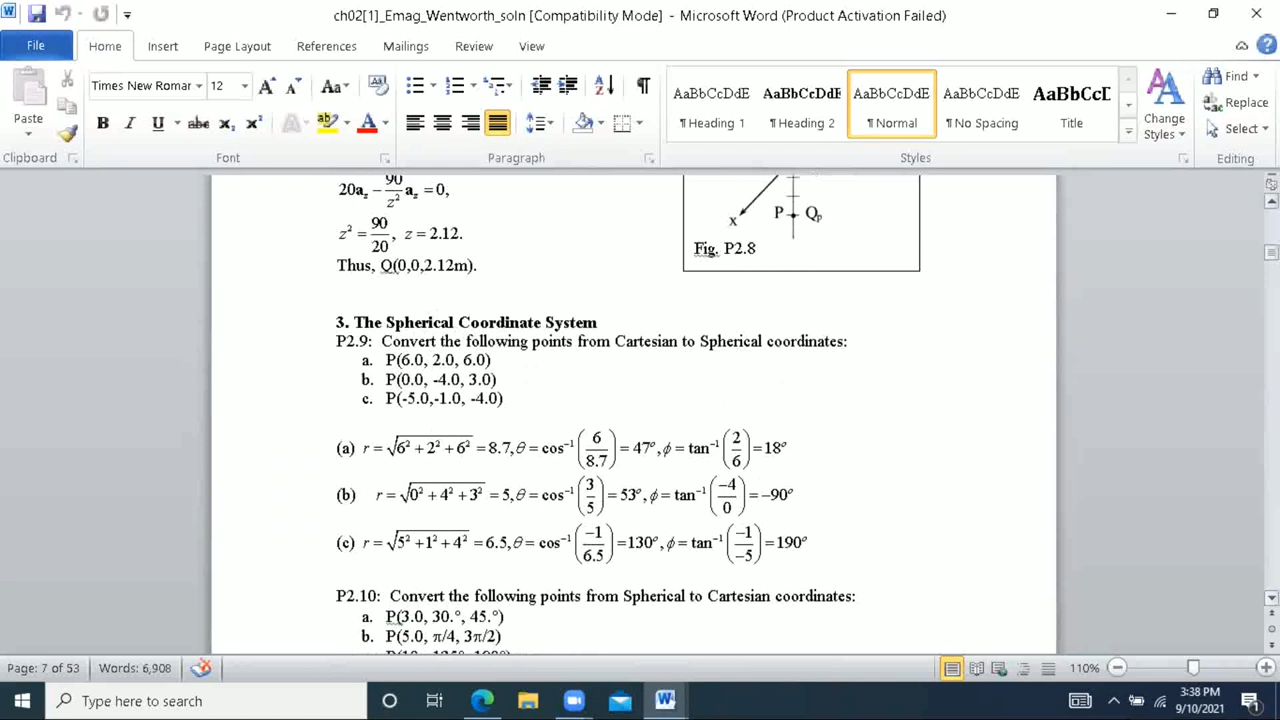 ch02[1]_Emag_Wentworth_soln [Compatibility Mode] - Microsoft Word (Product Activation Failed)
File Home Insert Page Layout References Mailings Review View
Times New Romar 12 Aa
Paste
B I U abc x₂ x² A A
AaBbCcDdE AaBbCcDdE AaBbCcDdE AaBbCcDdE AaBbCcD
¶ Heading 1 ¶ Heading 2 ¶ Normal ¶ No Spacing Title
Change Styles
Find
Replace
Select
Clipboard Font Paragraph Styles Editing
20a_z − 90/z² a_z = 0,
z² = 90/20, z = 2.12.
Thus, Q(0,0,2.12m).
x P Qp
Fig. P2.8
3. The Spherical Coordinate System
P2.9: Convert the following points from Cartesian to Spherical coordinates:
a. P(6.0, 2.0, 6.0)
b. P(0.0, -4.0, 3.0)
c. P(-5.0,-1.0, -4.0)
(a) r = √(6² + 2² + 6²) = 8.7, θ = cos⁻¹(6/8.7) = 47°, ϕ = tan⁻¹(2/6) = 18°
(b) r = √(0² + 4² + 3²) = 5, θ = cos⁻¹(3/5) = 53°, ϕ = tan⁻¹(−4/0) = −90°
(c) r = √(5² + 1² + 4²) = 6.5, θ = cos⁻¹(−1/6.5) = 130°, ϕ = tan⁻¹(−1/−5) = 190°
P2.10: Convert the following points from Spherical to Cartesian coordinates:
a. P(3.0, 30.°, 45.°)
b. P(5.0, π/4, 3π/2)
Page: 7 of 53 Words: 6,908 110%
Type here to search
3:38 PM
9/10/2021